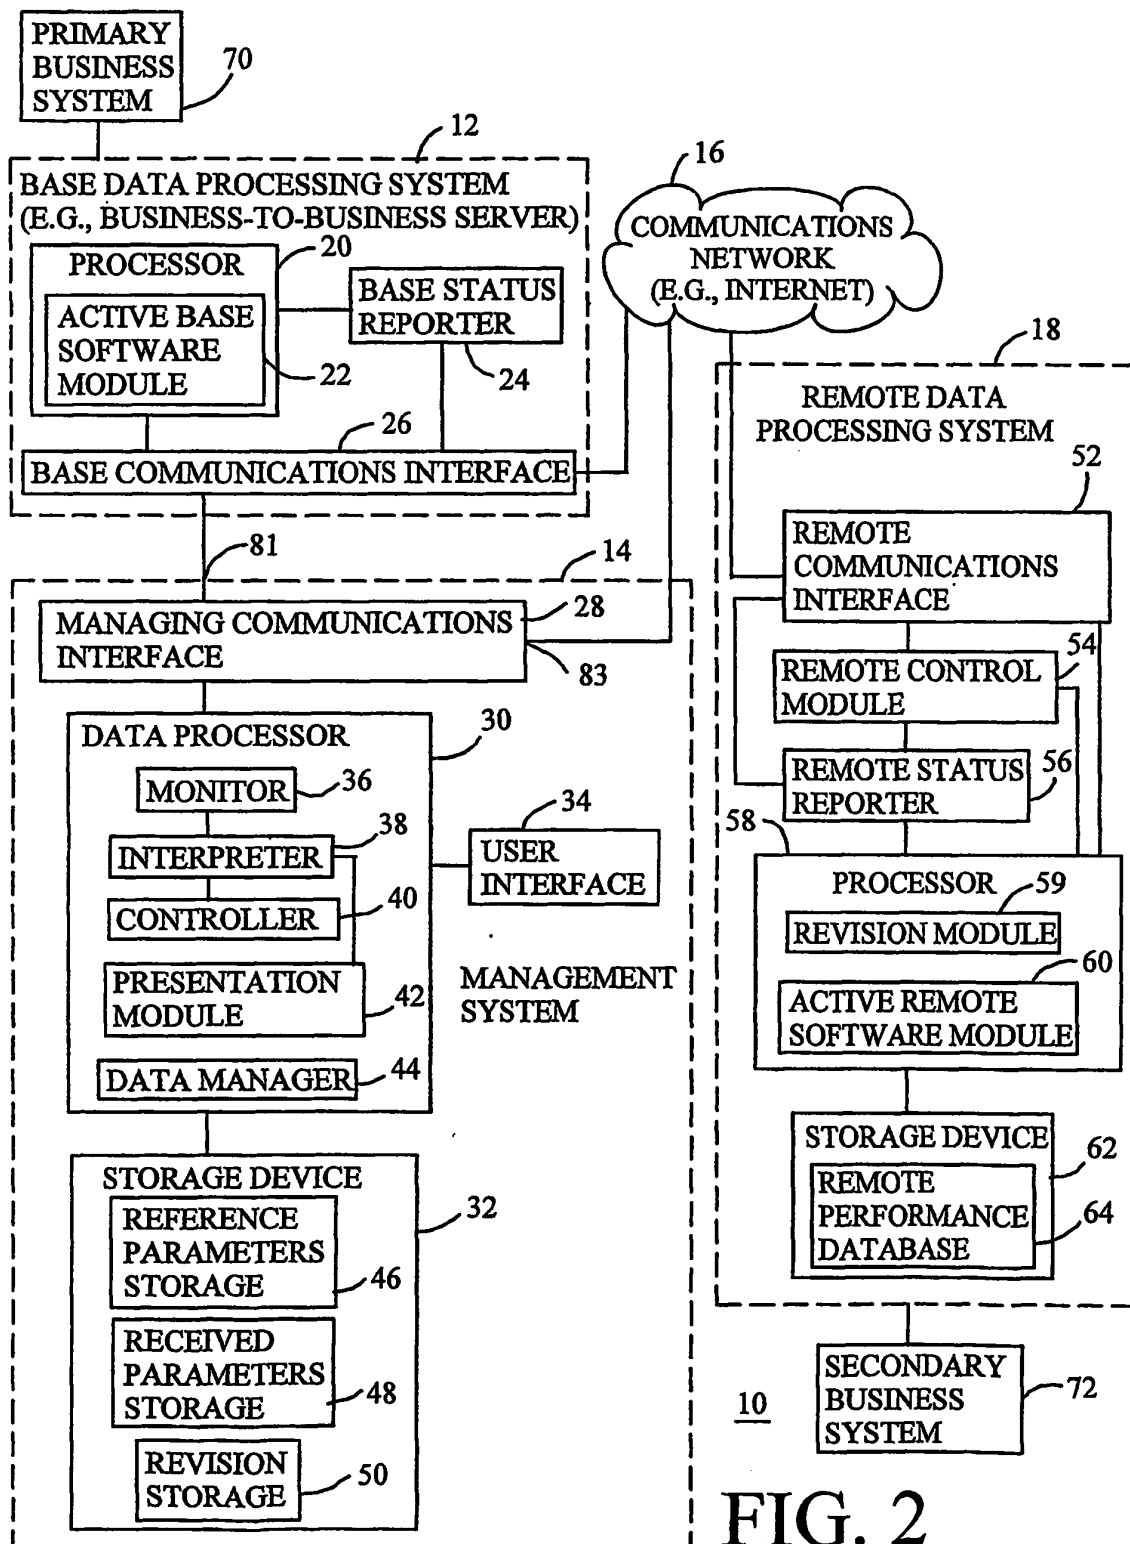 PRIMARY
BUSINESS
SYSTEM
70
12
BASE DATA PROCESSING SYSTEM
(E.G., BUSINESS-TO-BUSINESS SERVER)
20
PROCESSOR
ACTIVE BASE
SOFTWARE
MODULE
22
BASE STATUS
REPORTER
24
26
BASE COMMUNICATIONS INTERFACE
16
COMMUNICATIONS
NETWORK
(E.G., INTERNET)
81
14
MANAGING COMMUNICATIONS
INTERFACE
28
83
DATA PROCESSOR
30
MONITOR
36
INTERPRETER
38
CONTROLLER
40
PRESENTATION
MODULE
42
DATA MANAGER
44
34
USER
INTERFACE
MANAGEMENT
SYSTEM
STORAGE DEVICE
32
REFERENCE
PARAMETERS
STORAGE
46
RECEIVED
PARAMETERS
STORAGE
48
REVISION
STORAGE
50
18
REMOTE DATA
PROCESSING SYSTEM
52
REMOTE
COMMUNICATIONS
INTERFACE
54
REMOTE CONTROL
MODULE
REMOTE STATUS
REPORTER
56
58
PROCESSOR
59
REVISION MODULE
60
ACTIVE REMOTE
SOFTWARE MODULE
STORAGE DEVICE
62
REMOTE
PERFORMANCE
DATABASE
64
SECONDARY
BUSINESS
SYSTEM
72
10
FIG. 2